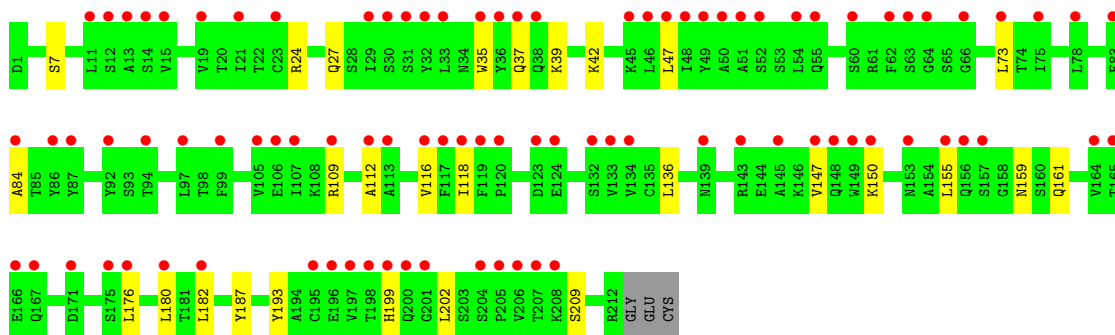 D1 S7 L11 S12 A13 S14 V15 V19 T20 I21 T22 C23 R24 Q27 S28 I29 S30 S31 Y32 L33 N34 W35 Y36 Q37 Q38 K39 K42 K45 L46 L47 I48 Y49 A50 A51 S52 S53 L54 Q55 S60 R61 F62 S63 G64 S65 G66 L73 T74 I75 L78 F83
A84 T85 Y86 Y87 Y92 S93 T94 L97 T98 F99 V105 E106 I107 K108 R109 A112 A113 V116 F117 I118 F119 P120 D123 E124 S132 V133 V134 C135 L136 N139 R143 E144 A145 K146 V147 Q148 W149 K150 N153 A154 L155 Q156 S157 G158 N159 S160 Q161 V164 T165
E166 Q167 D171 S175 L176 L180 T181 L182 Y187 Y193 A194 C195 E196 V197 T198 H199 Q200 G201 L202 S203 S204 P205 V206 T207 K208 S209 R212 GLY GLU CYS